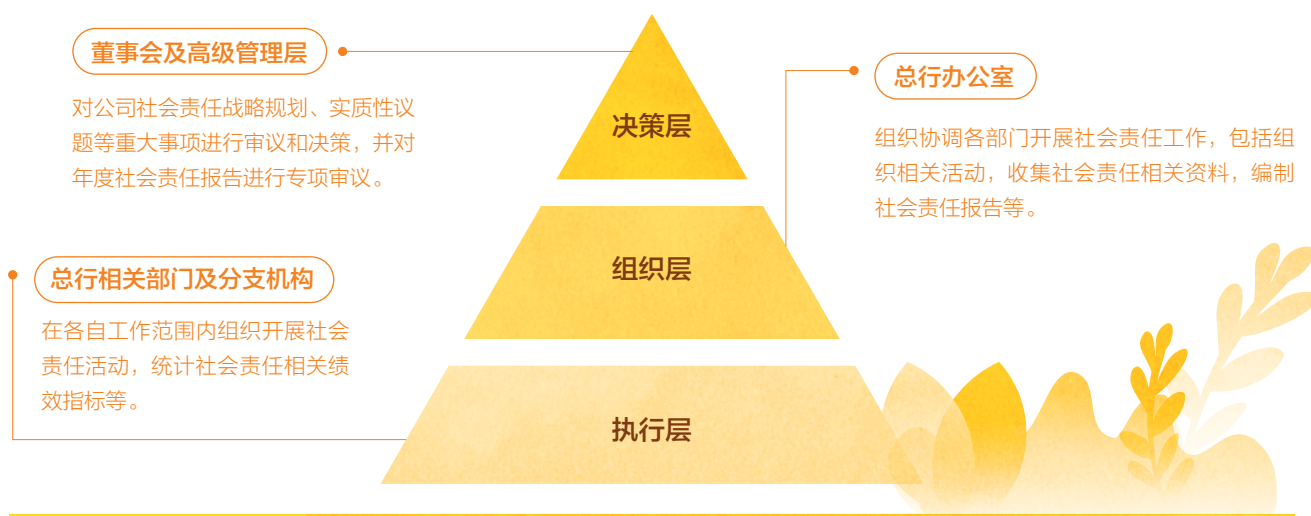 董事会及高级管理层
对公司社会责任战略规划、实质性议
题等重大事项进行审议和决策，并对
年度社会责任报告进行专项审议。
决策层
总行办公室
组织协调各部门开展社会责任工作，包括组
织相关活动，收集社会责任相关资料，编制
社会责任报告等。
组织层
总行相关部门及分支机构
在各自工作范围内组织开展社会
责任活动，统计社会责任相关绩
效指标等。
执行层